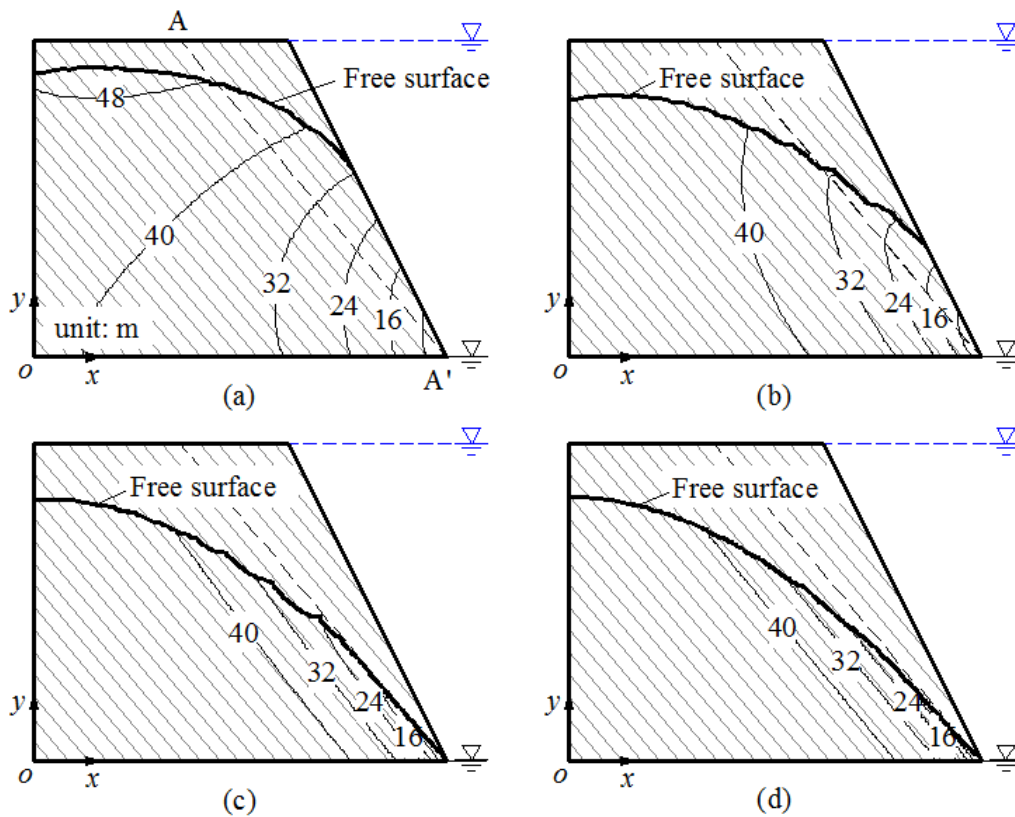 A
Free surface
48
40
32
24
16
y
unit: m
o
x
A'
(a)
Free surface
40
32
24
16
y
o
x
(b)
Free surface
40
32
24
16
y
o
x
(c)
Free surface
40
32
24
16
y
o
x
(d)